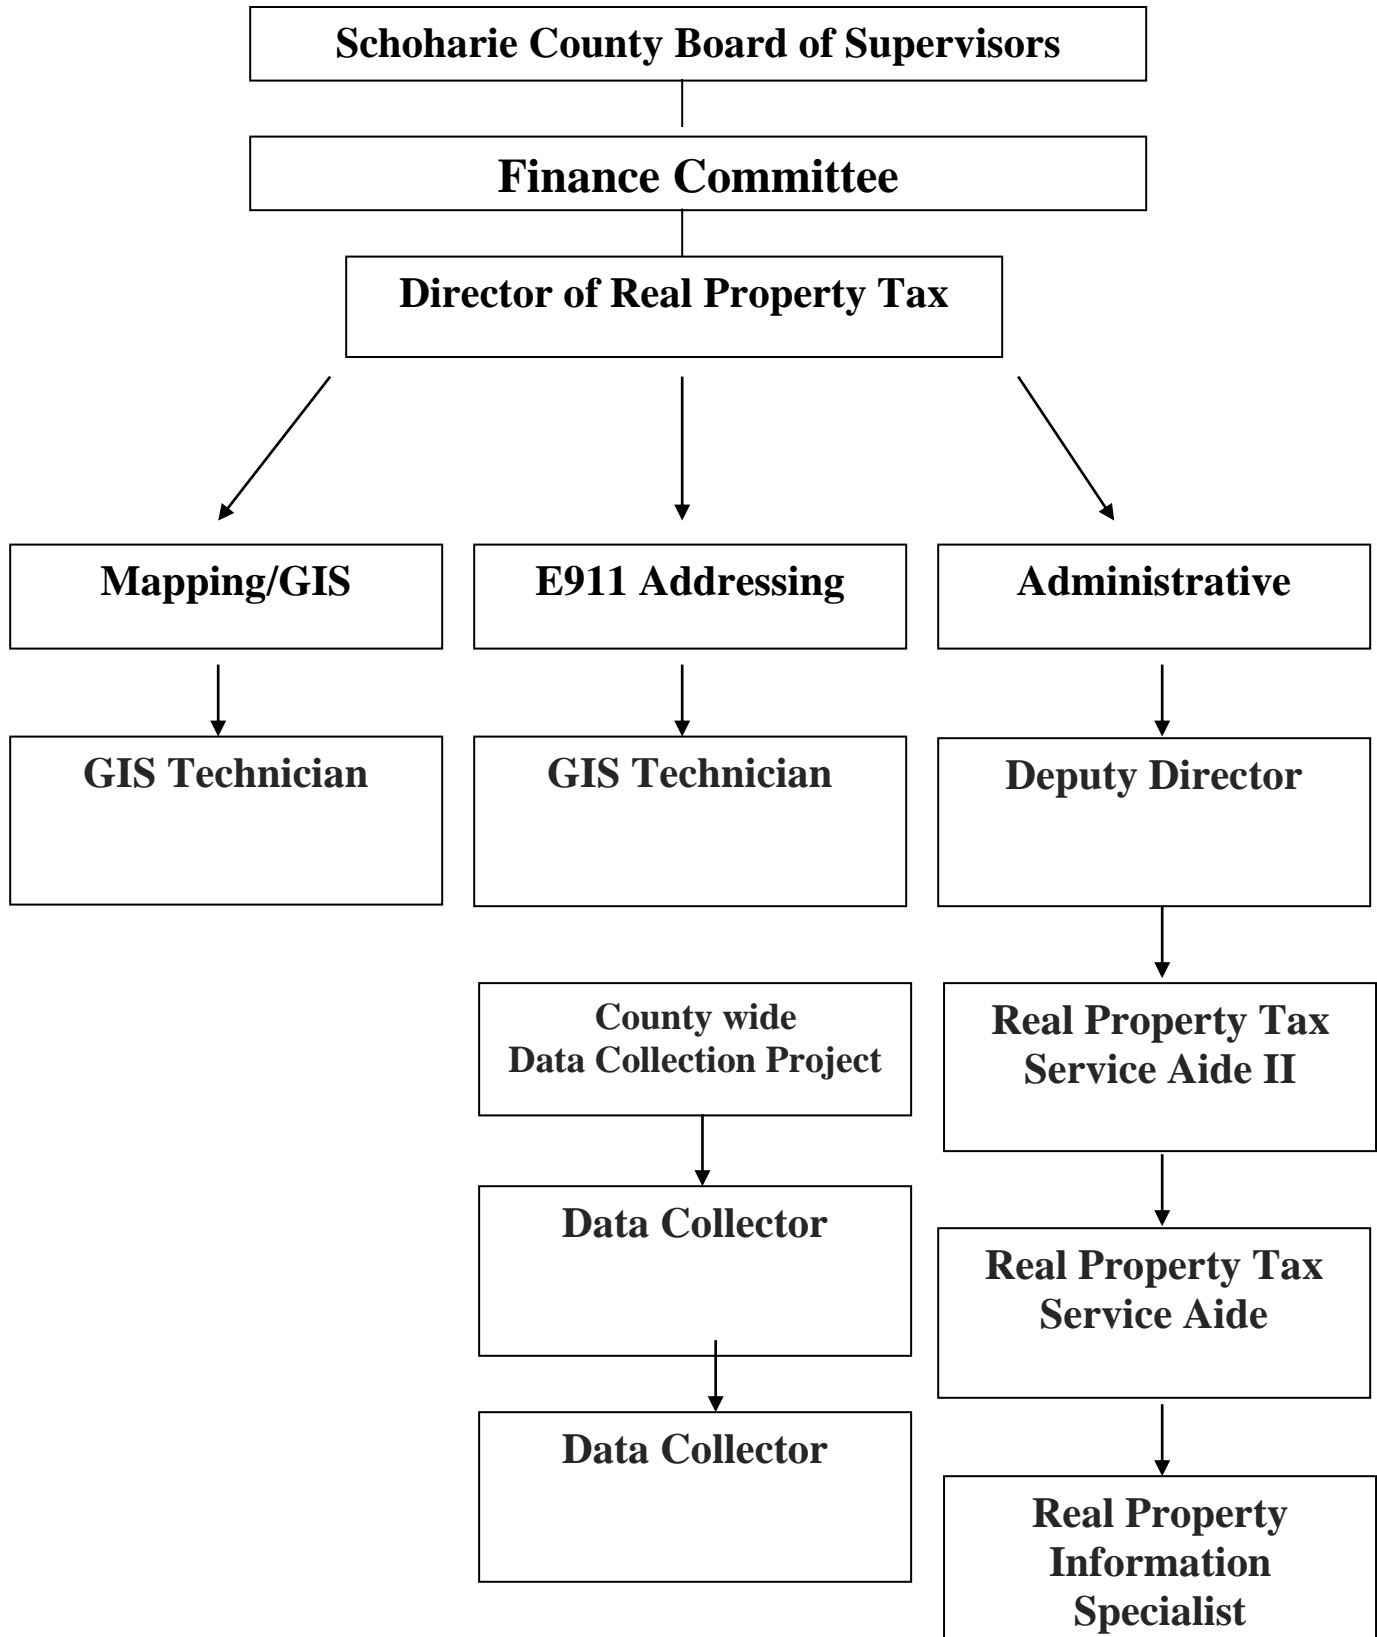 Schoharie County Board of Supervisors
Finance Committee
Director of Real Property Tax
Mapping/GIS
E911 Addressing
Administrative
GIS Technician
GIS Technician
Deputy Director
County wide
Data Collection Project
Real Property Tax
Service Aide II
Data Collector
Real Property Tax
Service Aide
Data Collector
Real Property
Information
Specialist